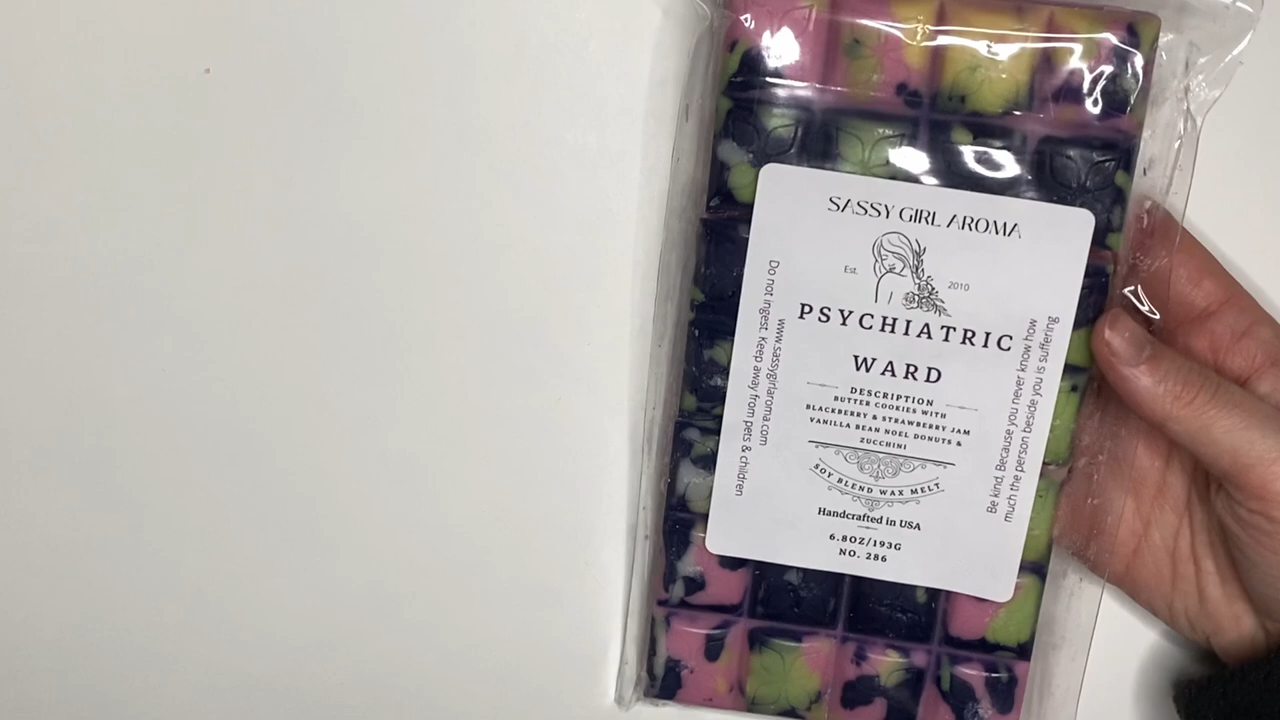 SASSY GIRL AROMA
Est. 2010
PSYCHIATRIC
WARD
DESCRIPTION
BUTTER COOKIES WITH
BLACKBERRY & STRAWBERRY JAM
VANILLA BEAN NOEL DONUTS &
ZUCCHINI
SOY BLEND WAX MELT
Handcrafted in USA
6.8OZ/193G
NO. 286
www.sassygirlaroma.com
Do not ingest. Keep away from pets & children
Be kind, Because you never know how
much the person beside you is suffering